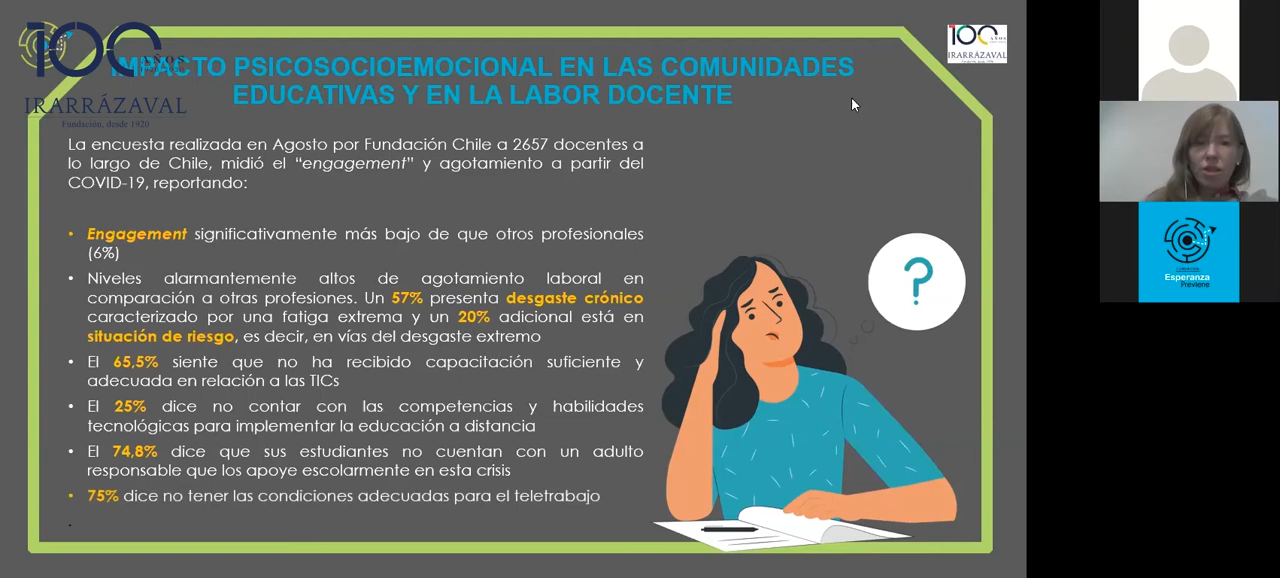 100
AÑOS
IRARRÁZAVAL
Fundación, desde 1920
100
AÑOS
IRARRÁZAVAL
IMPACTO PSICOSOCIOEMOCIONAL EN LAS COMUNIDADES
EDUCATIVAS Y EN LA LABOR DOCENTE
La encuesta realizada en Agosto por Fundación Chile a 2657 docentes a
lo largo de Chile, midió el “engagement” y agotamiento a partir del
COVID-19, reportando:
• Engagement significativamente más bajo de que otros profesionales
(6%)
• Niveles alarmantemente altos de agotamiento laboral en
comparación a otras profesiones. Un 57% presenta desgaste crónico
caracterizado por una fatiga extrema y un 20% adicional está en
situación de riesgo, es decir, en vías del desgaste extremo
• El 65,5% siente que no ha recibido capacitación suficiente y
adecuada en relación a las TICs
• El 25% dice no contar con las competencias y habilidades
tecnológicas para implementar la educación a distancia
• El 74,8% dice que sus estudiantes no cuentan con un adulto
responsable que los apoye escolarmente en esta crisis
• 75% dice no tener las condiciones adecuadas para el teletrabajo
.
?
Esperanza
Previene